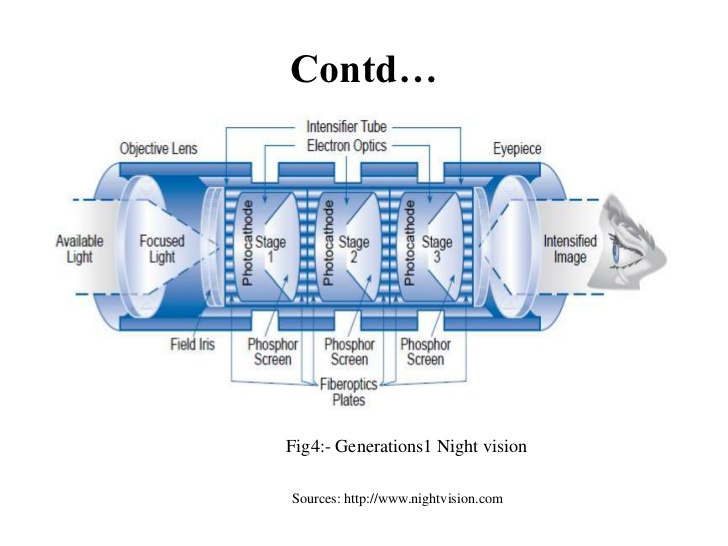 Contd…
Intensifier Tube
Objective Lens
Electron Optics
Eyepiece
Available
Light
Focused
Light
Photocathode
Stage
1
Photocathode
Stage
2
Photocathode
Stage
3
Intensified
Image
Field Iris
Phosphor
Screen
Phosphor
Screen
Phosphor
Screen
Fiberoptics
Plates
Fig4:- Generations1 Night vision
Sources: http://www.nightvision.com